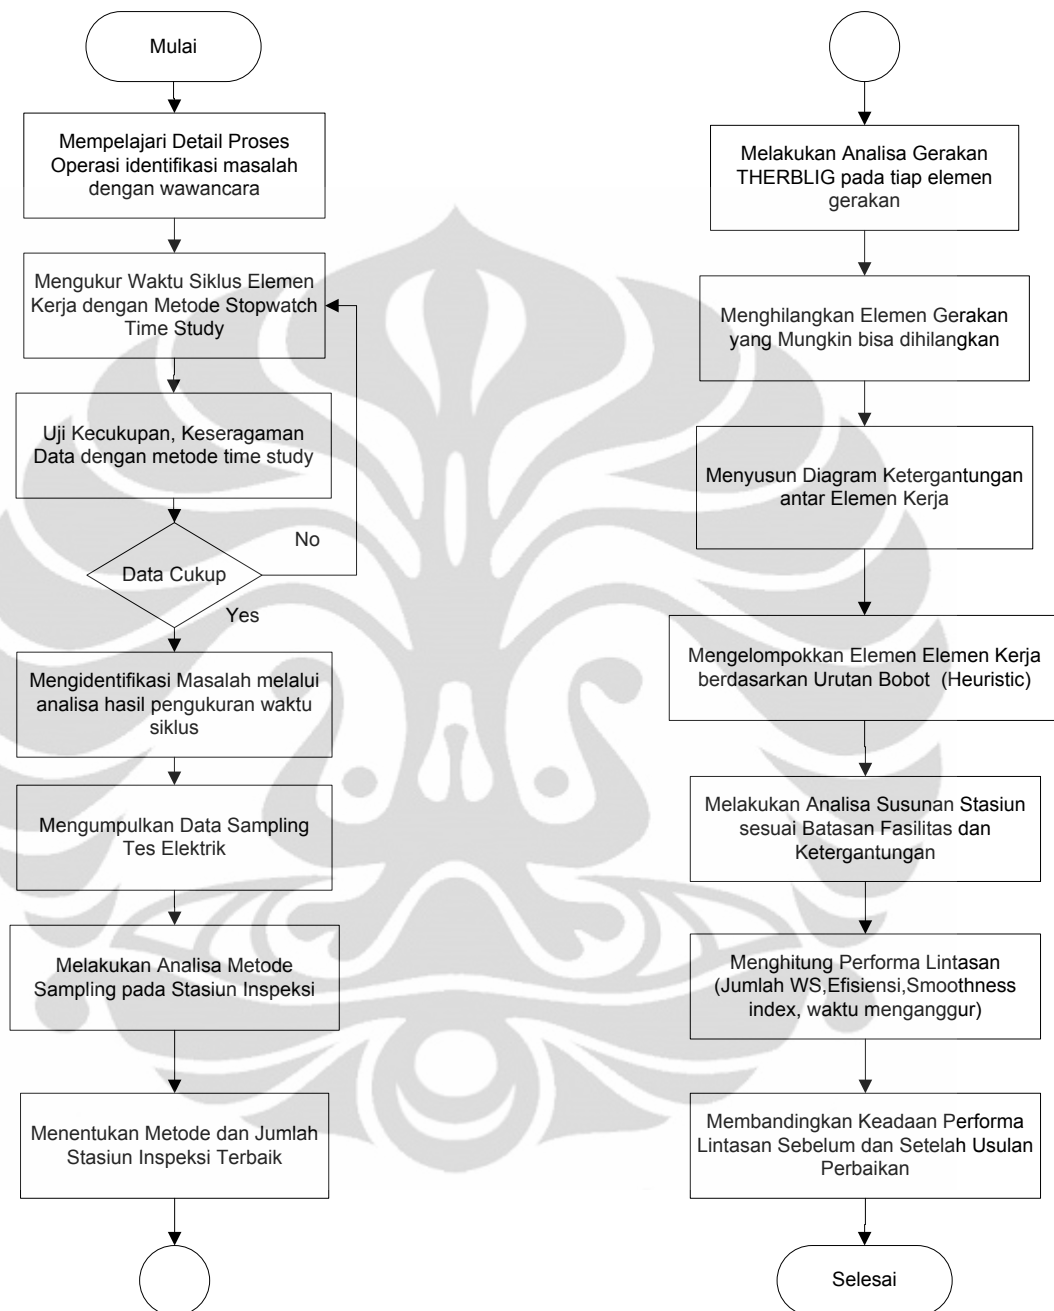 Mulai
Mempelajari Detail Proses
Operasi identifikasi masalah
dengan wawancara
Mengukur Waktu Siklus Elemen
Kerja dengan Metode Stopwatch
Time Study
Uji Kecukupan, Keseragaman
Data dengan metode time study
No
Data Cukup
Yes
Mengidentifikasi Masalah melalui
analisa hasil pengukuran waktu
siklus
Mengumpulkan Data Sampling
Tes Elektrik
Melakukan Analisa Metode
Sampling pada Stasiun Inspeksi
Menentukan Metode dan Jumlah
Stasiun Inspeksi Terbaik
Melakukan Analisa Gerakan
THERBLIG pada tiap elemen
gerakan
Menghilangkan Elemen Gerakan
yang Mungkin bisa dihilangkan
Menyusun Diagram Ketergantungan
antar Elemen Kerja
Mengelompokkan Elemen Elemen Kerja
berdasarkan Urutan Bobot (Heuristic)
Melakukan Analisa Susunan Stasiun
sesuai Batasan Fasilitas dan
Ketergantungan
Menghitung Performa Lintasan
(Jumlah WS,Efisiensi,Smoothness
index, waktu menganggur)
Membandingkan Keadaan Performa
Lintasan Sebelum dan Setelah Usulan
Perbaikan
Selesai